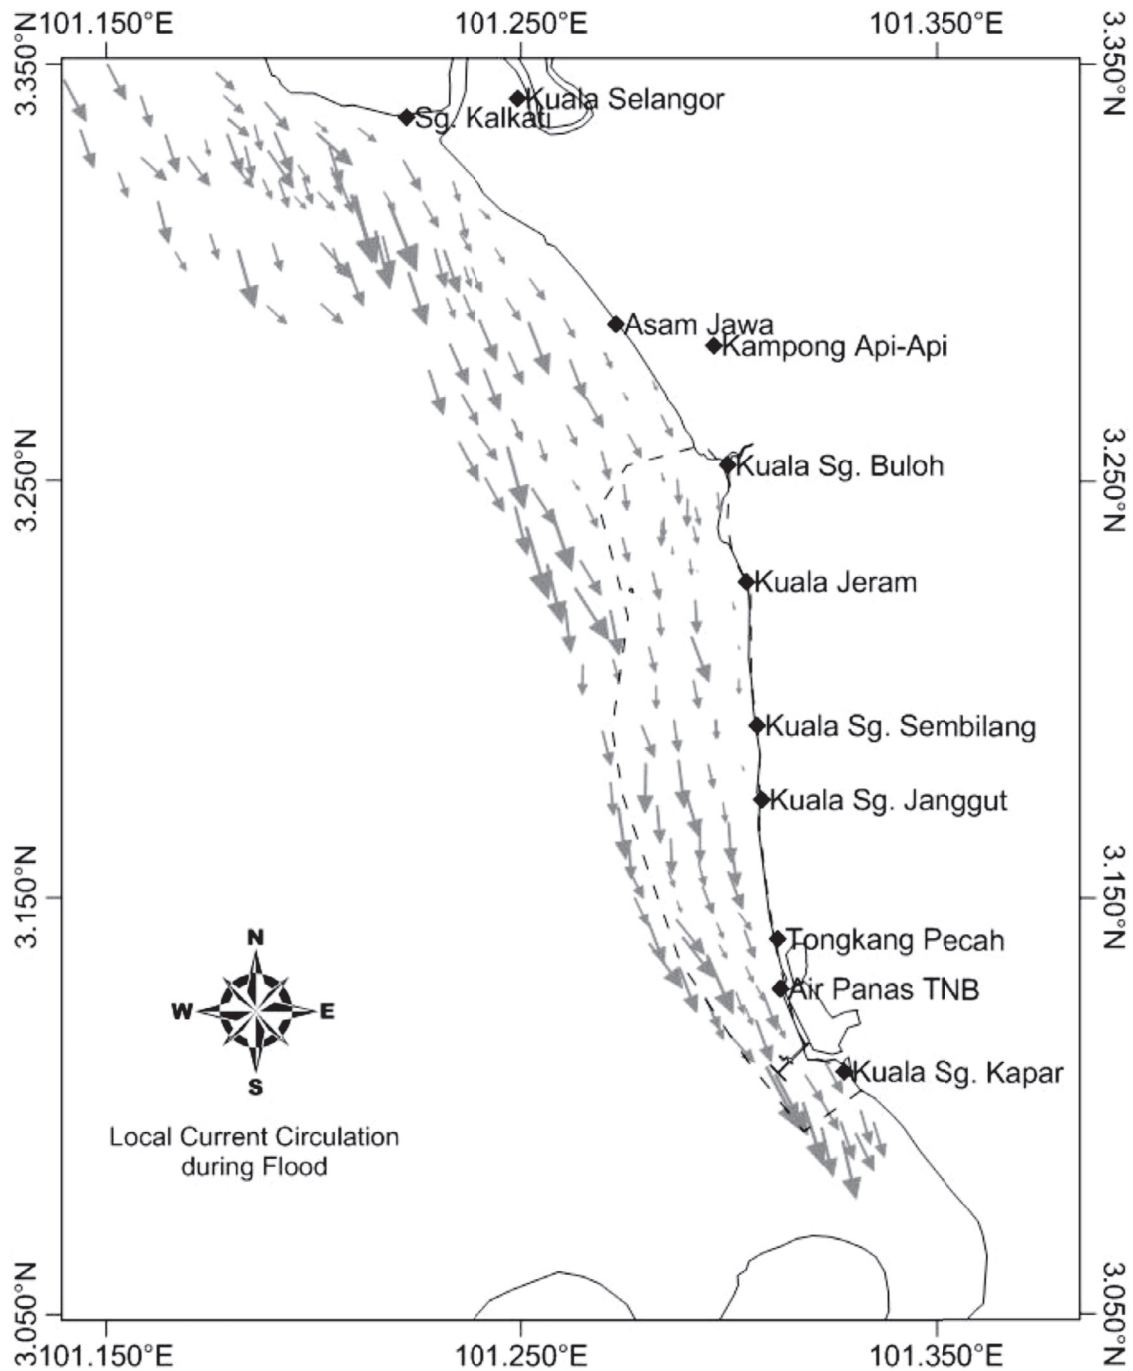 101.150°E
101.250°E
101.350°E
3.350°N
3.350°N
Kuala Selangor
Sg. Kalkati
Asam Jawa
Kampong Api-Api
3.250°N
Kuala Sg. Buloh
3.250°N
Kuala Jeram
Kuala Sg. Sembilang
Kuala Sg. Janggut
3.150°N
3.150°N
N
Tongkang Pecah
Air Panas TNB
W
E
Kuala Sg. Kapar
S
Local Current Circulation
during Flood
3.050°N
3.050°N
101.150°E
101.250°E
101.350°E